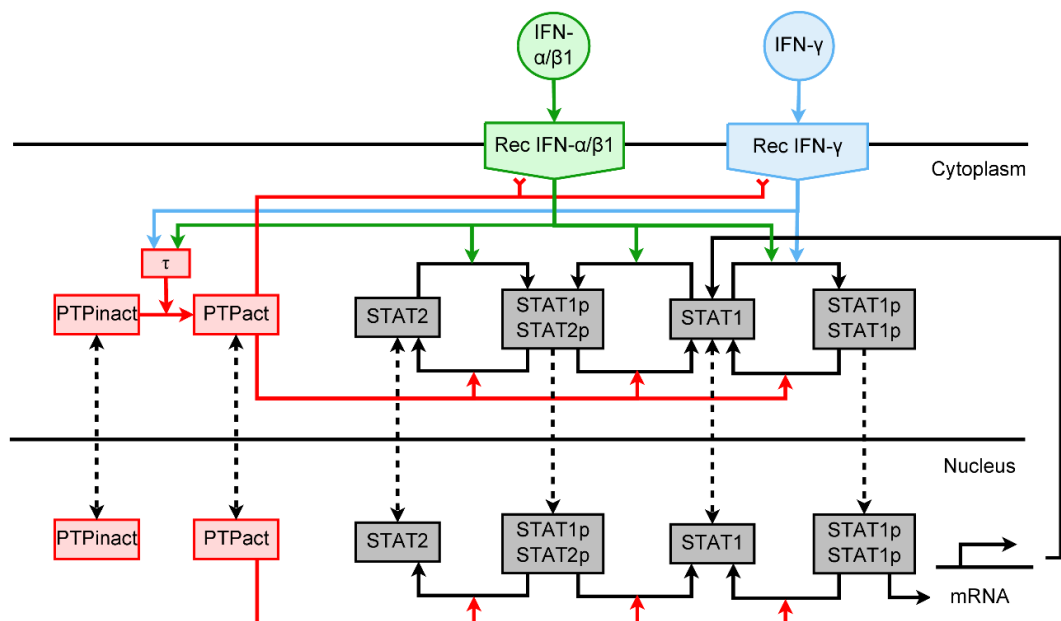 IFN-
α/β1
IFN-γ
Rec IFN-α/β1
Rec IFN-γ
Cytoplasm
τ
PTPinact
PTPact
STAT2
STAT1p
STAT2p
STAT1
STAT1p
STAT1p
Nucleus
PTPinact
PTPact
STAT2
STAT1p
STAT2p
STAT1
STAT1p
STAT1p
mRNA